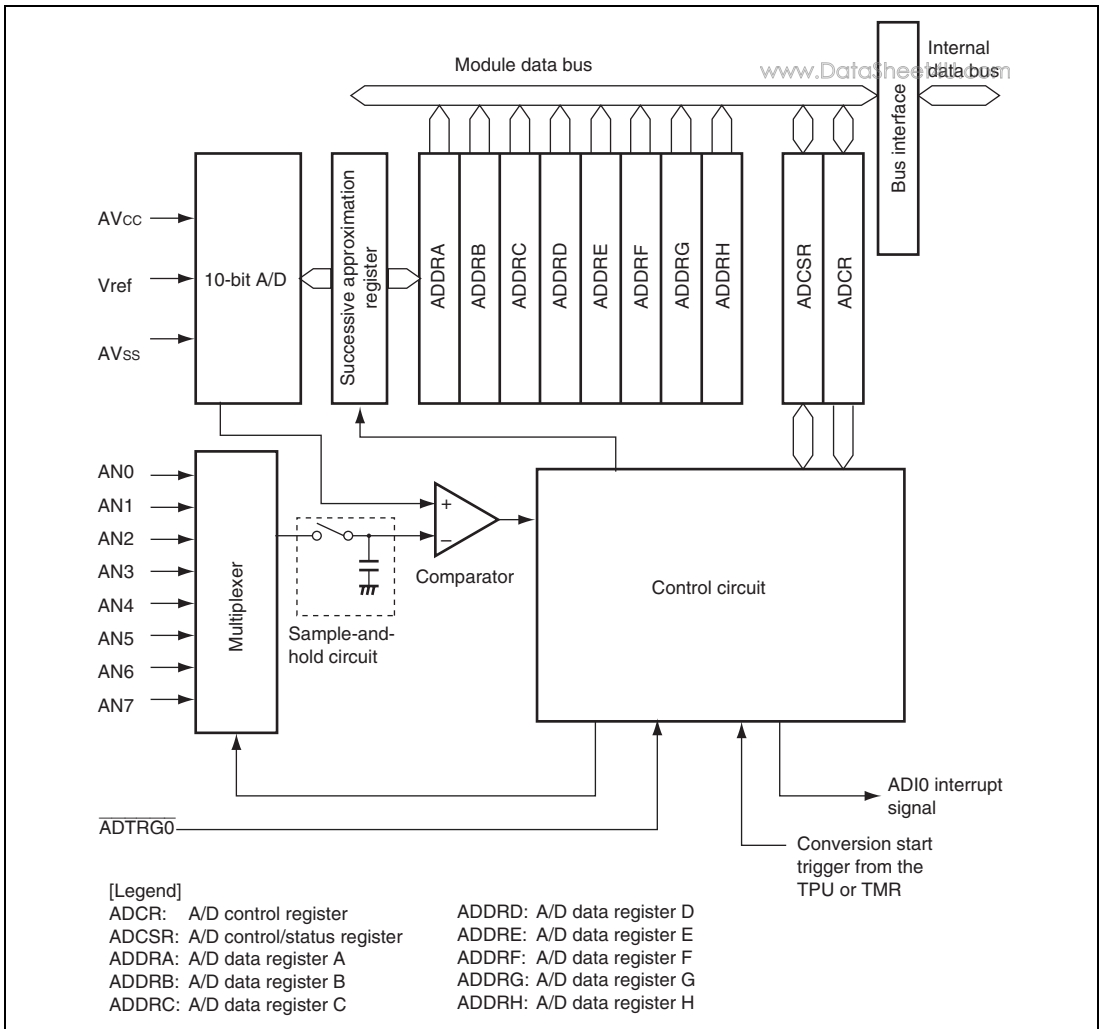 Module data bus
www.DataSheet4U.com
Internal
data bus
Bus interface
AVCC
Vref
AVSS
10-bit A/D
Successive approximation
register
ADDRA
ADDRB
ADDRC
ADDRD
ADDRE
ADDRF
ADDRG
ADDRH
ADCSR
ADCR
AN0
AN1
AN2
AN3
AN4
AN5
AN6
AN7
Multiplexer
+
−
Comparator
Sample-and-
hold circuit
Control circuit
ADI0 interrupt
signal
ADTRG0
Conversion start
trigger from the
TPU or TMR
[Legend]
ADCR: A/D control register
ADCSR: A/D control/status register
ADDRA: A/D data register A
ADDRB: A/D data register B
ADDRC: A/D data register C
ADDRD: A/D data register D
ADDRE: A/D data register E
ADDRF: A/D data register F
ADDRG: A/D data register G
ADDRH: A/D data register H